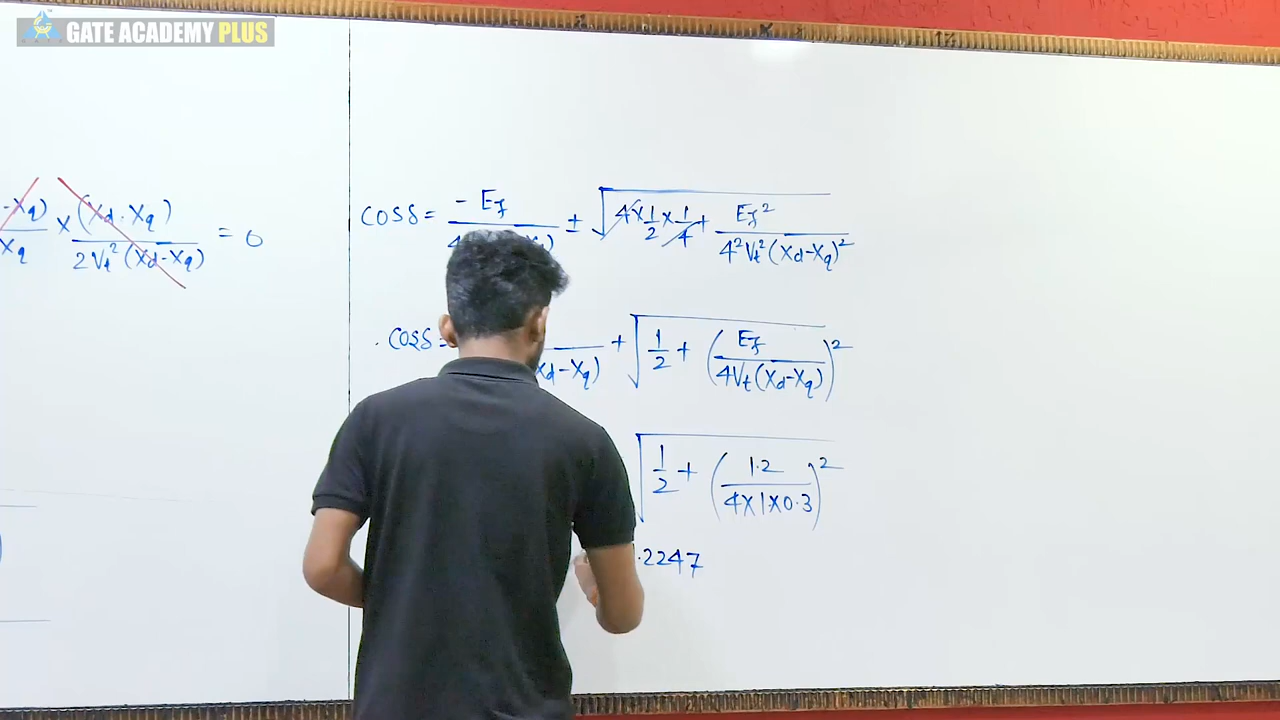 GATE ACADEMY PLUS
-Xq) / Xq × (Xd·Xq) / 2Vt²(Xd-Xq) = 0
cosδ = -Ef / 4 ) ± √ 4×1/2×1/4 + Ef² / 4²Vt²(Xd-Xq)²
. cosδ = Xd-Xq) + √ 1/2 + (Ef / 4Vt(Xd-Xq))²
√ 1/2 + (1.2 / 4×1×0.3)²
.2247